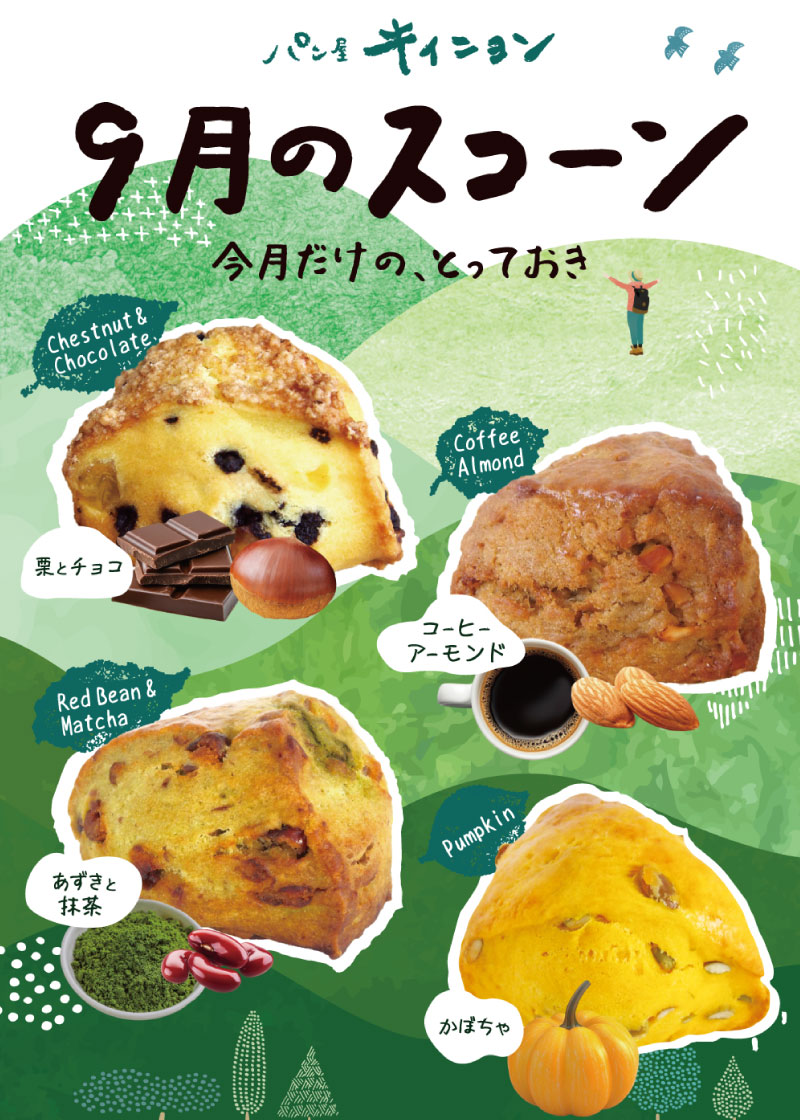 パン屋 キィニョン
9月のスコーン
今月だけの、とっておき
Chestnut &
Chocolate
栗とチョコ
Coffee
Almond
コーヒー
アーモンド
Red Bean &
Matcha
あずきと
抹茶
Pumpkin
かぼちゃ